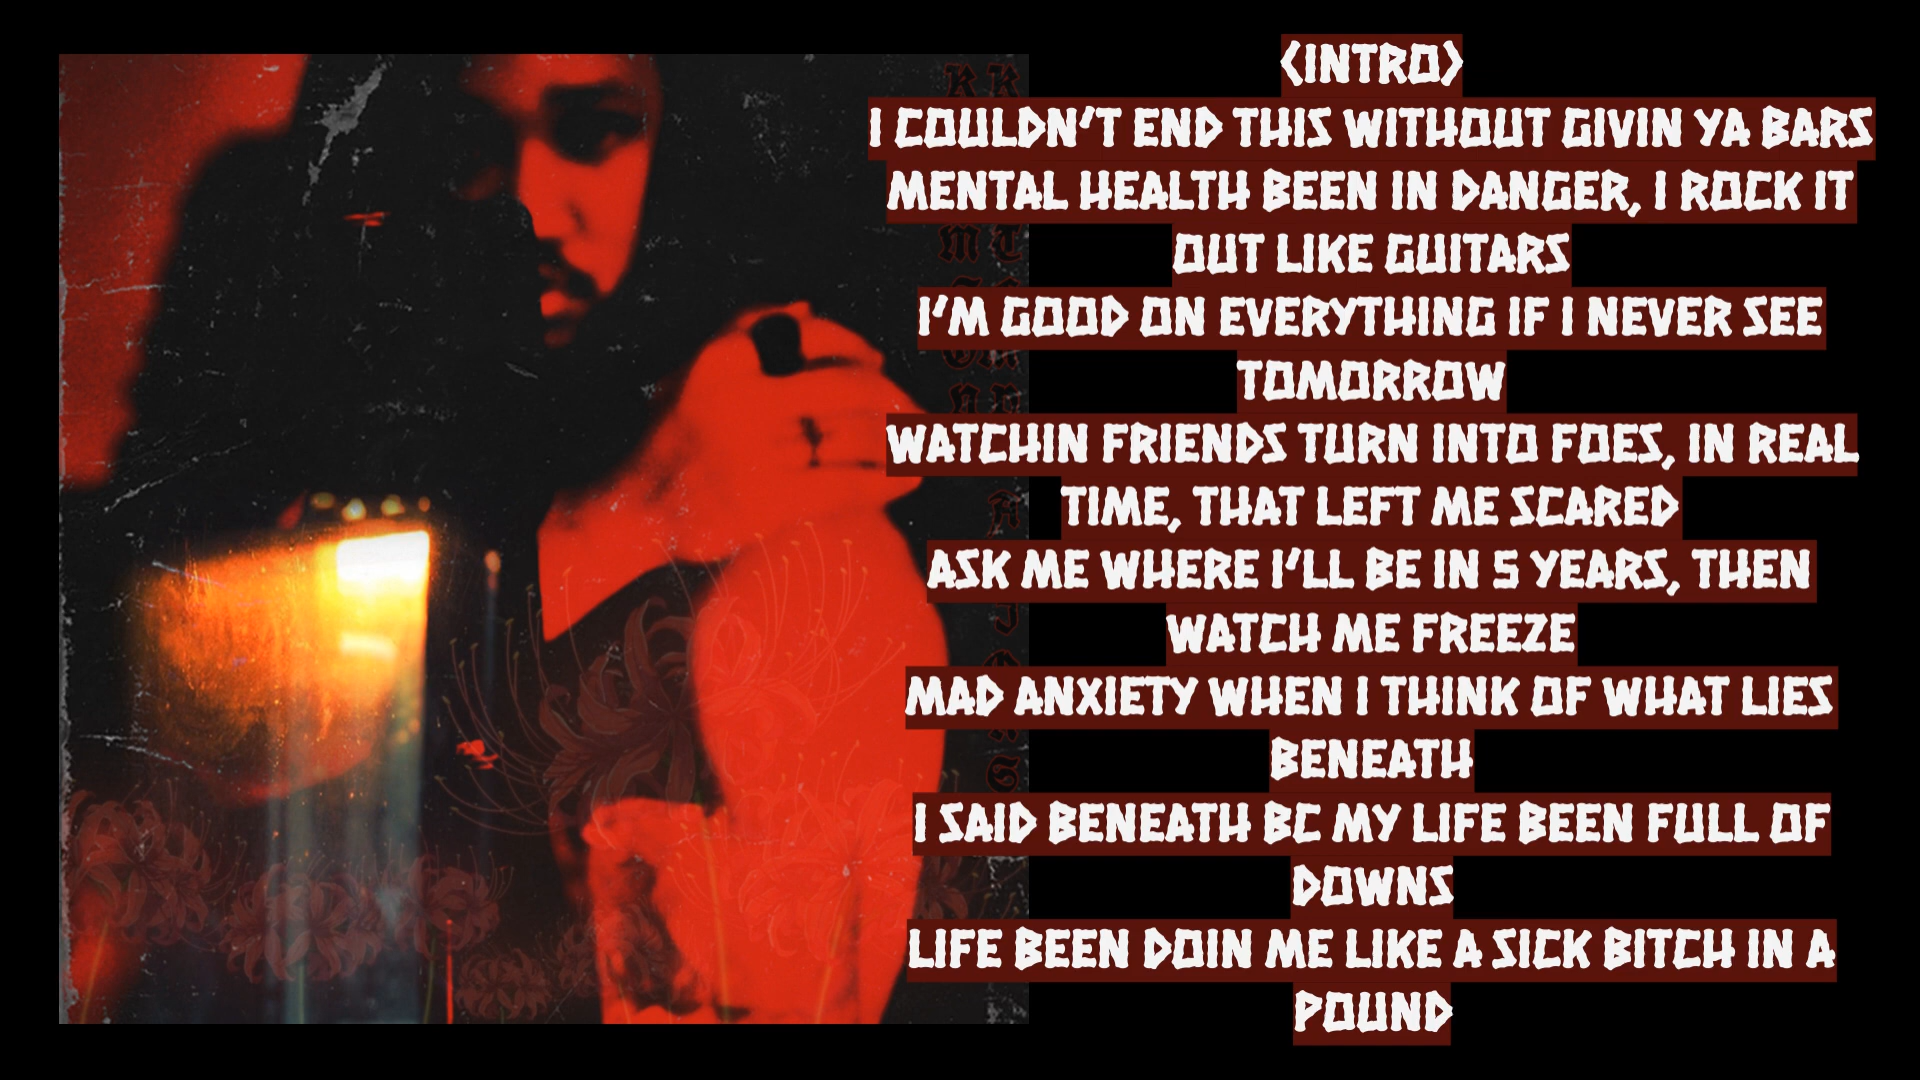 <INTRO>
I COULDN'T END THIS WITHOUT GIVIN YA BARS
MENTAL HEALTH BEEN IN DANGER, I ROCK IT
OUT LIKE GUITARS
I'M GOOD ON EVERYTHING IF I NEVER SEE
TOMORROW
WATCHIN FRIENDS TURN INTO FOES, IN REAL
TIME, THAT LEFT ME SCARED
ASK ME WHERE I'LL BE IN 5 YEARS, THEN
WATCH ME FREEZE
MAD ANXIETY WHEN I THINK OF WHAT LIES
BENEATH
I SAID BENEATH BC MY LIFE BEEN FULL OF
DOWNS
LIFE BEEN DOIN ME LIKE A SICK BITCH IN A
POUND